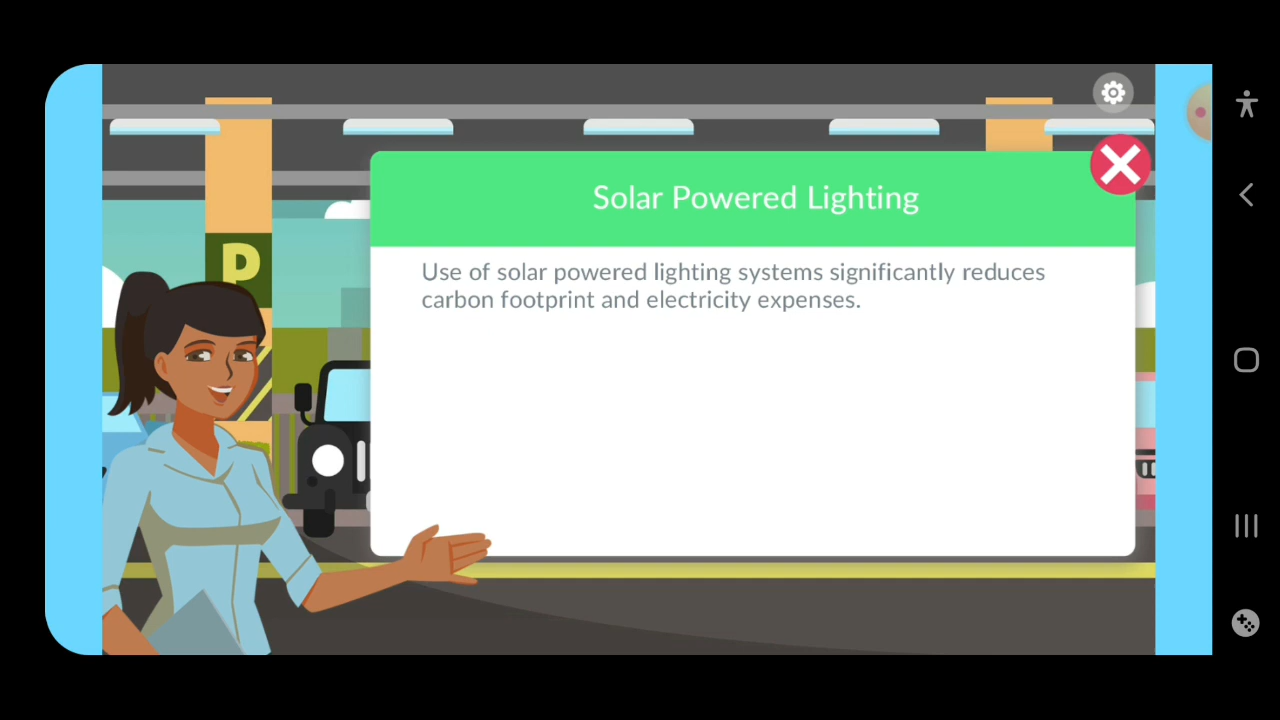 Solar Powered Lighting
P
Use of solar powered lighting systems significantly reduces
carbon footprint and electricity expenses.